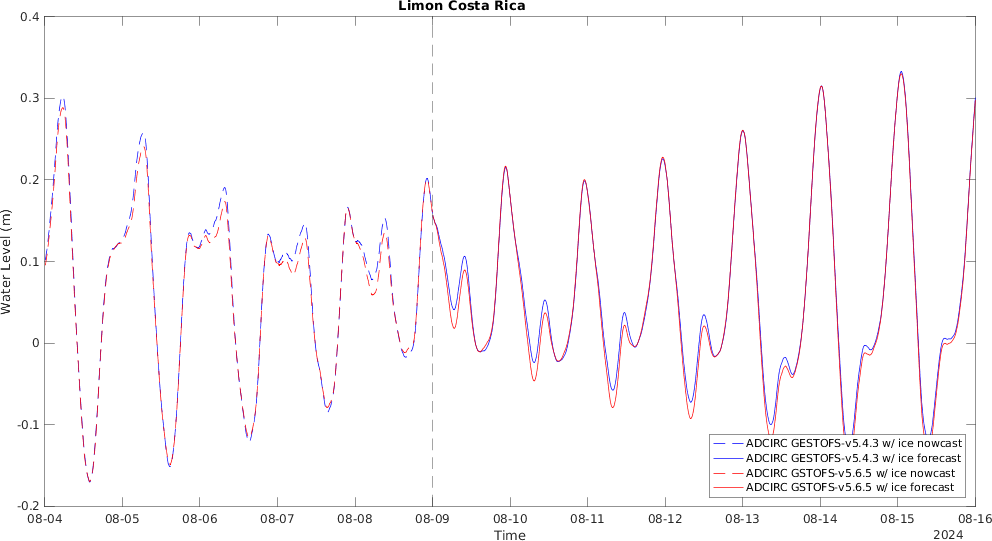 Limon Costa Rica
Water Level (m)
0.4
0.3
0.2
0.1
0
-0.1
-0.2
ADCIRC GESTOFS-v5.4.3 w/ ice nowcast
ADCIRC GESTOFS-v5.4.3 w/ ice forecast
ADCIRC GSTOFS-v5.6.5 w/ ice nowcast
ADCIRC GSTOFS-v5.6.5 w/ ice forecast
08-04 08-05 08-06 08-07 08-08 08-09 08-10 08-11 08-12 08-13 08-14 08-15 08-16
Time
2024